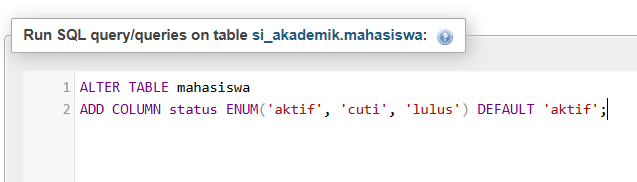 Run SQL query/queries on table si_akademik.mahasiswa:
1 ALTER TABLE mahasiswa
2 ADD COLUMN status ENUM('aktif', 'cuti', 'lulus') DEFAULT 'aktif';